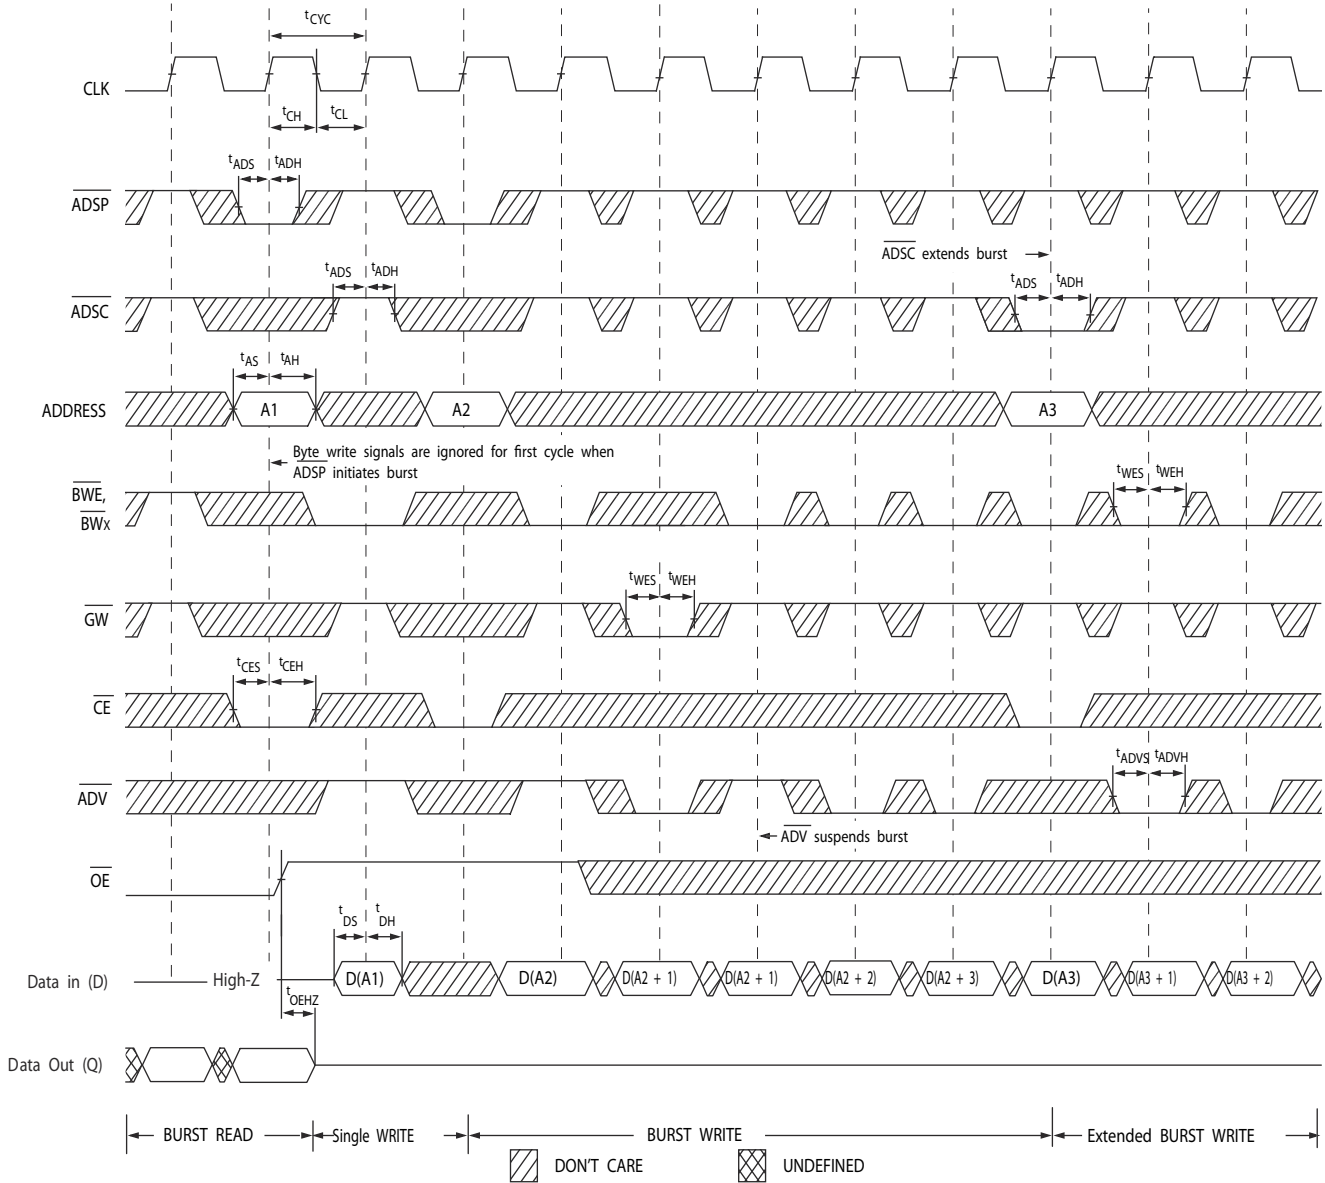 tCYC
CLK
tCH tCL
tADS tADH
ADSP
ADSC extends burst
tADS tADH
tADS tADH
ADSC
tAS tAH
ADDRESS A1 A2 A3
Byte write signals are ignored for first cycle when
ADSP initiates burst
BWE,
BWx
tWES tWEH
tWES tWEH
GW
tCES tCEH
CE
tADVS tADVH
ADV
ADV suspends burst
OE
tDS tDH
Data in (D) High-Z D(A1) D(A2) D(A2 + 1) D(A2 + 1) D(A2 + 2) D(A2 + 3) D(A3) D(A3 + 1) D(A3 + 2)
tOEHZ
Data Out (Q)
BURST READ Single WRITE BURST WRITE Extended BURST WRITE
DON'T CARE UNDEFINED